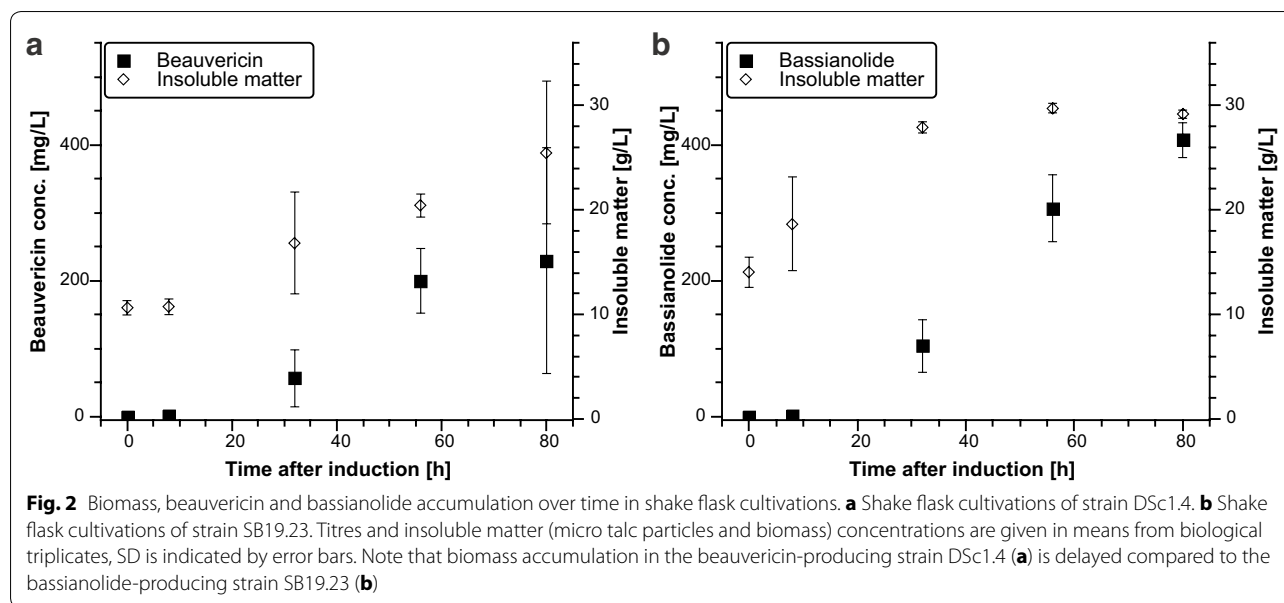 a
Beauvericin
Insoluble matter
Beauvericin conc. [mg/L]
400
200
0
30
20
10
0
Insoluble matter [g/L]
0 20 40 60 80
Time after induction [h]
b
Bassianolide
Insoluble matter
Bassianolide conc. [mg/L]
400
200
0
30
20
10
0
Insoluble matter [g/L]
0 20 40 60 80
Time after induction [h]
Fig. 2 Biomass, beauvericin and bassianolide accumulation over time in shake flask cultivations. a Shake flask cultivations of strain DSc1.4. b Shake
flask cultivations of strain SB19.23. Titres and insoluble matter (micro talc particles and biomass) concentrations are given in means from biological
triplicates, SD is indicated by error bars. Note that biomass accumulation in the beauvericin-producing strain DSc1.4 (a) is delayed compared to the
bassianolide-producing strain SB19.23 (b)